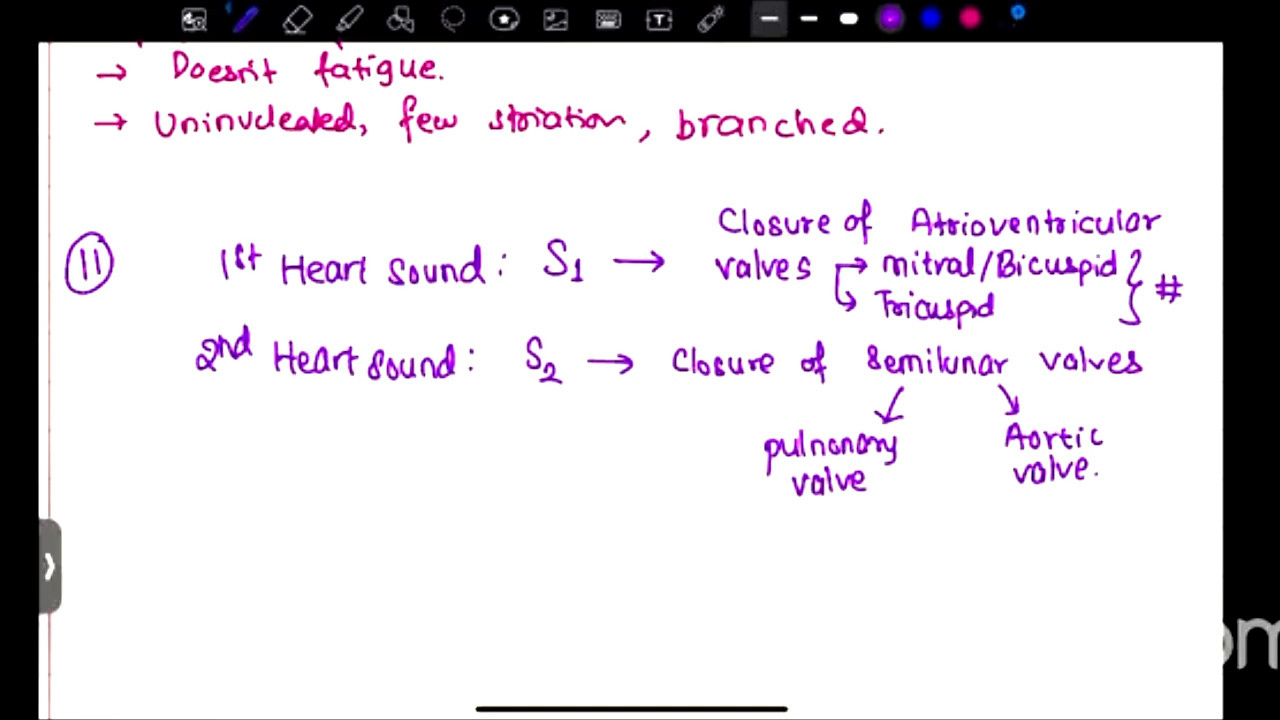 → Doesn't fatigue.
→ Uninucleated, few striation, branched.
11 1st Heart Sound: S1 → Closure of Atrioventricular
valves → mitral/Bicuspid } #
→ Tricuspid
2nd Heart Sound: S2 → Closure of Semilunar valves
pulmonary valve
Aortic valve.
om